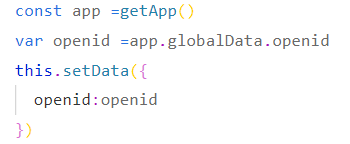 const app =getApp()
var openid =app.globalData.openid
this.setData({
openid:openid
})